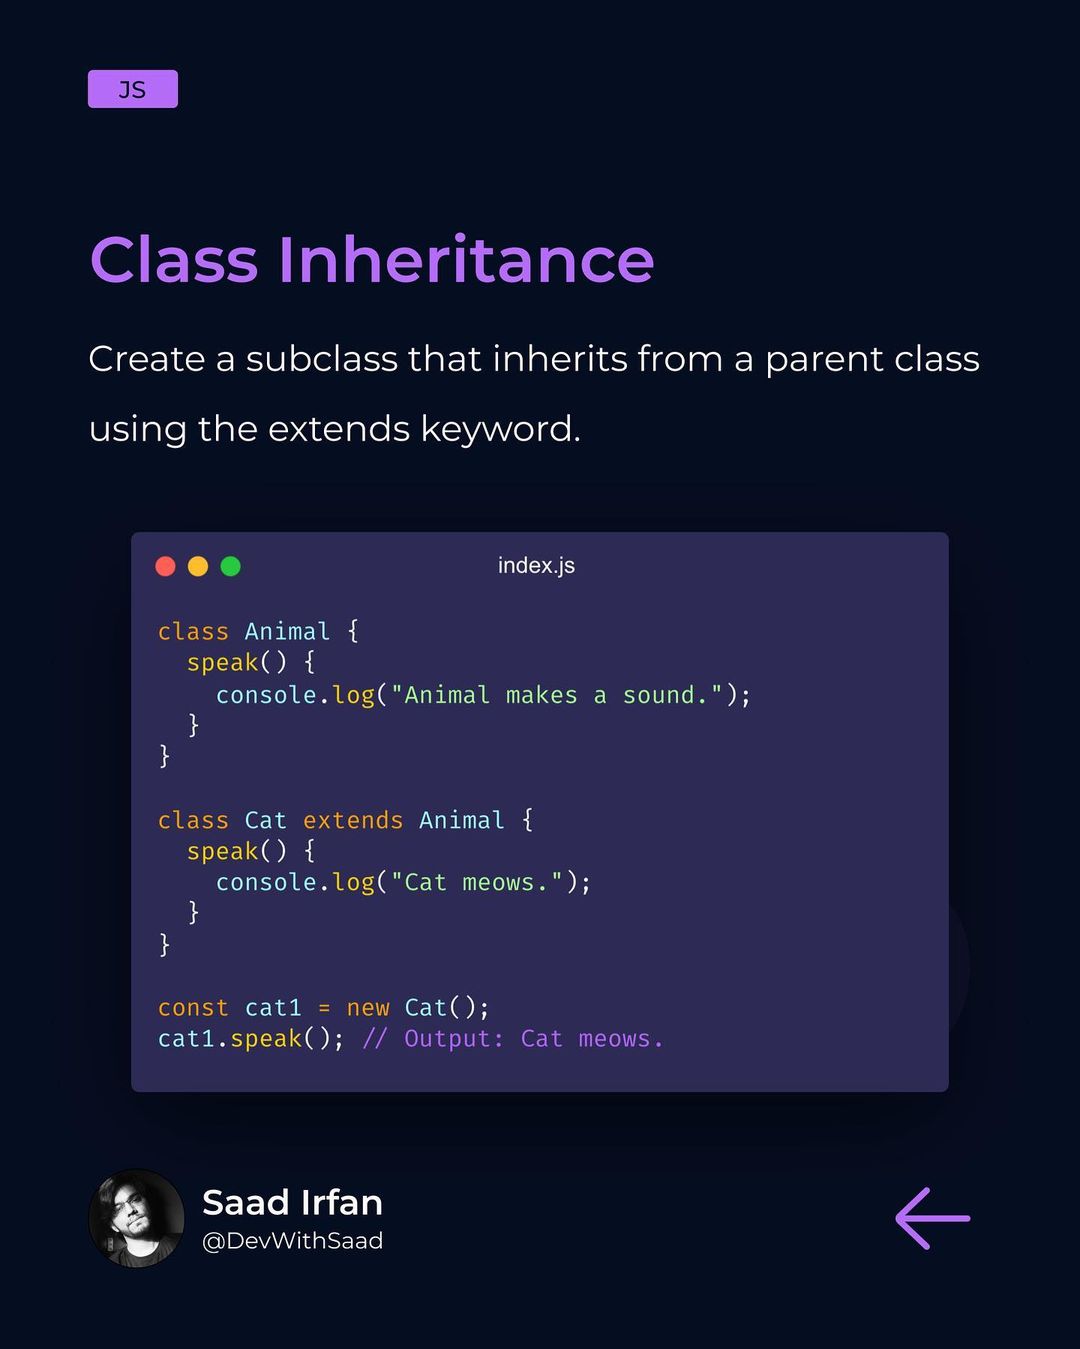 JS
Class Inheritance
Create a subclass that inherits from a parent class
using the extends keyword.
index.js
class Animal {
  speak() {
    console.log("Animal makes a sound.");
  }
}
class Cat extends Animal {
  speak() {
    console.log("Cat meows.");
  }
}
const cat1 = new Cat();
cat1.speak(); // Output: Cat meows.
Saad Irfan
@DevWithSaad